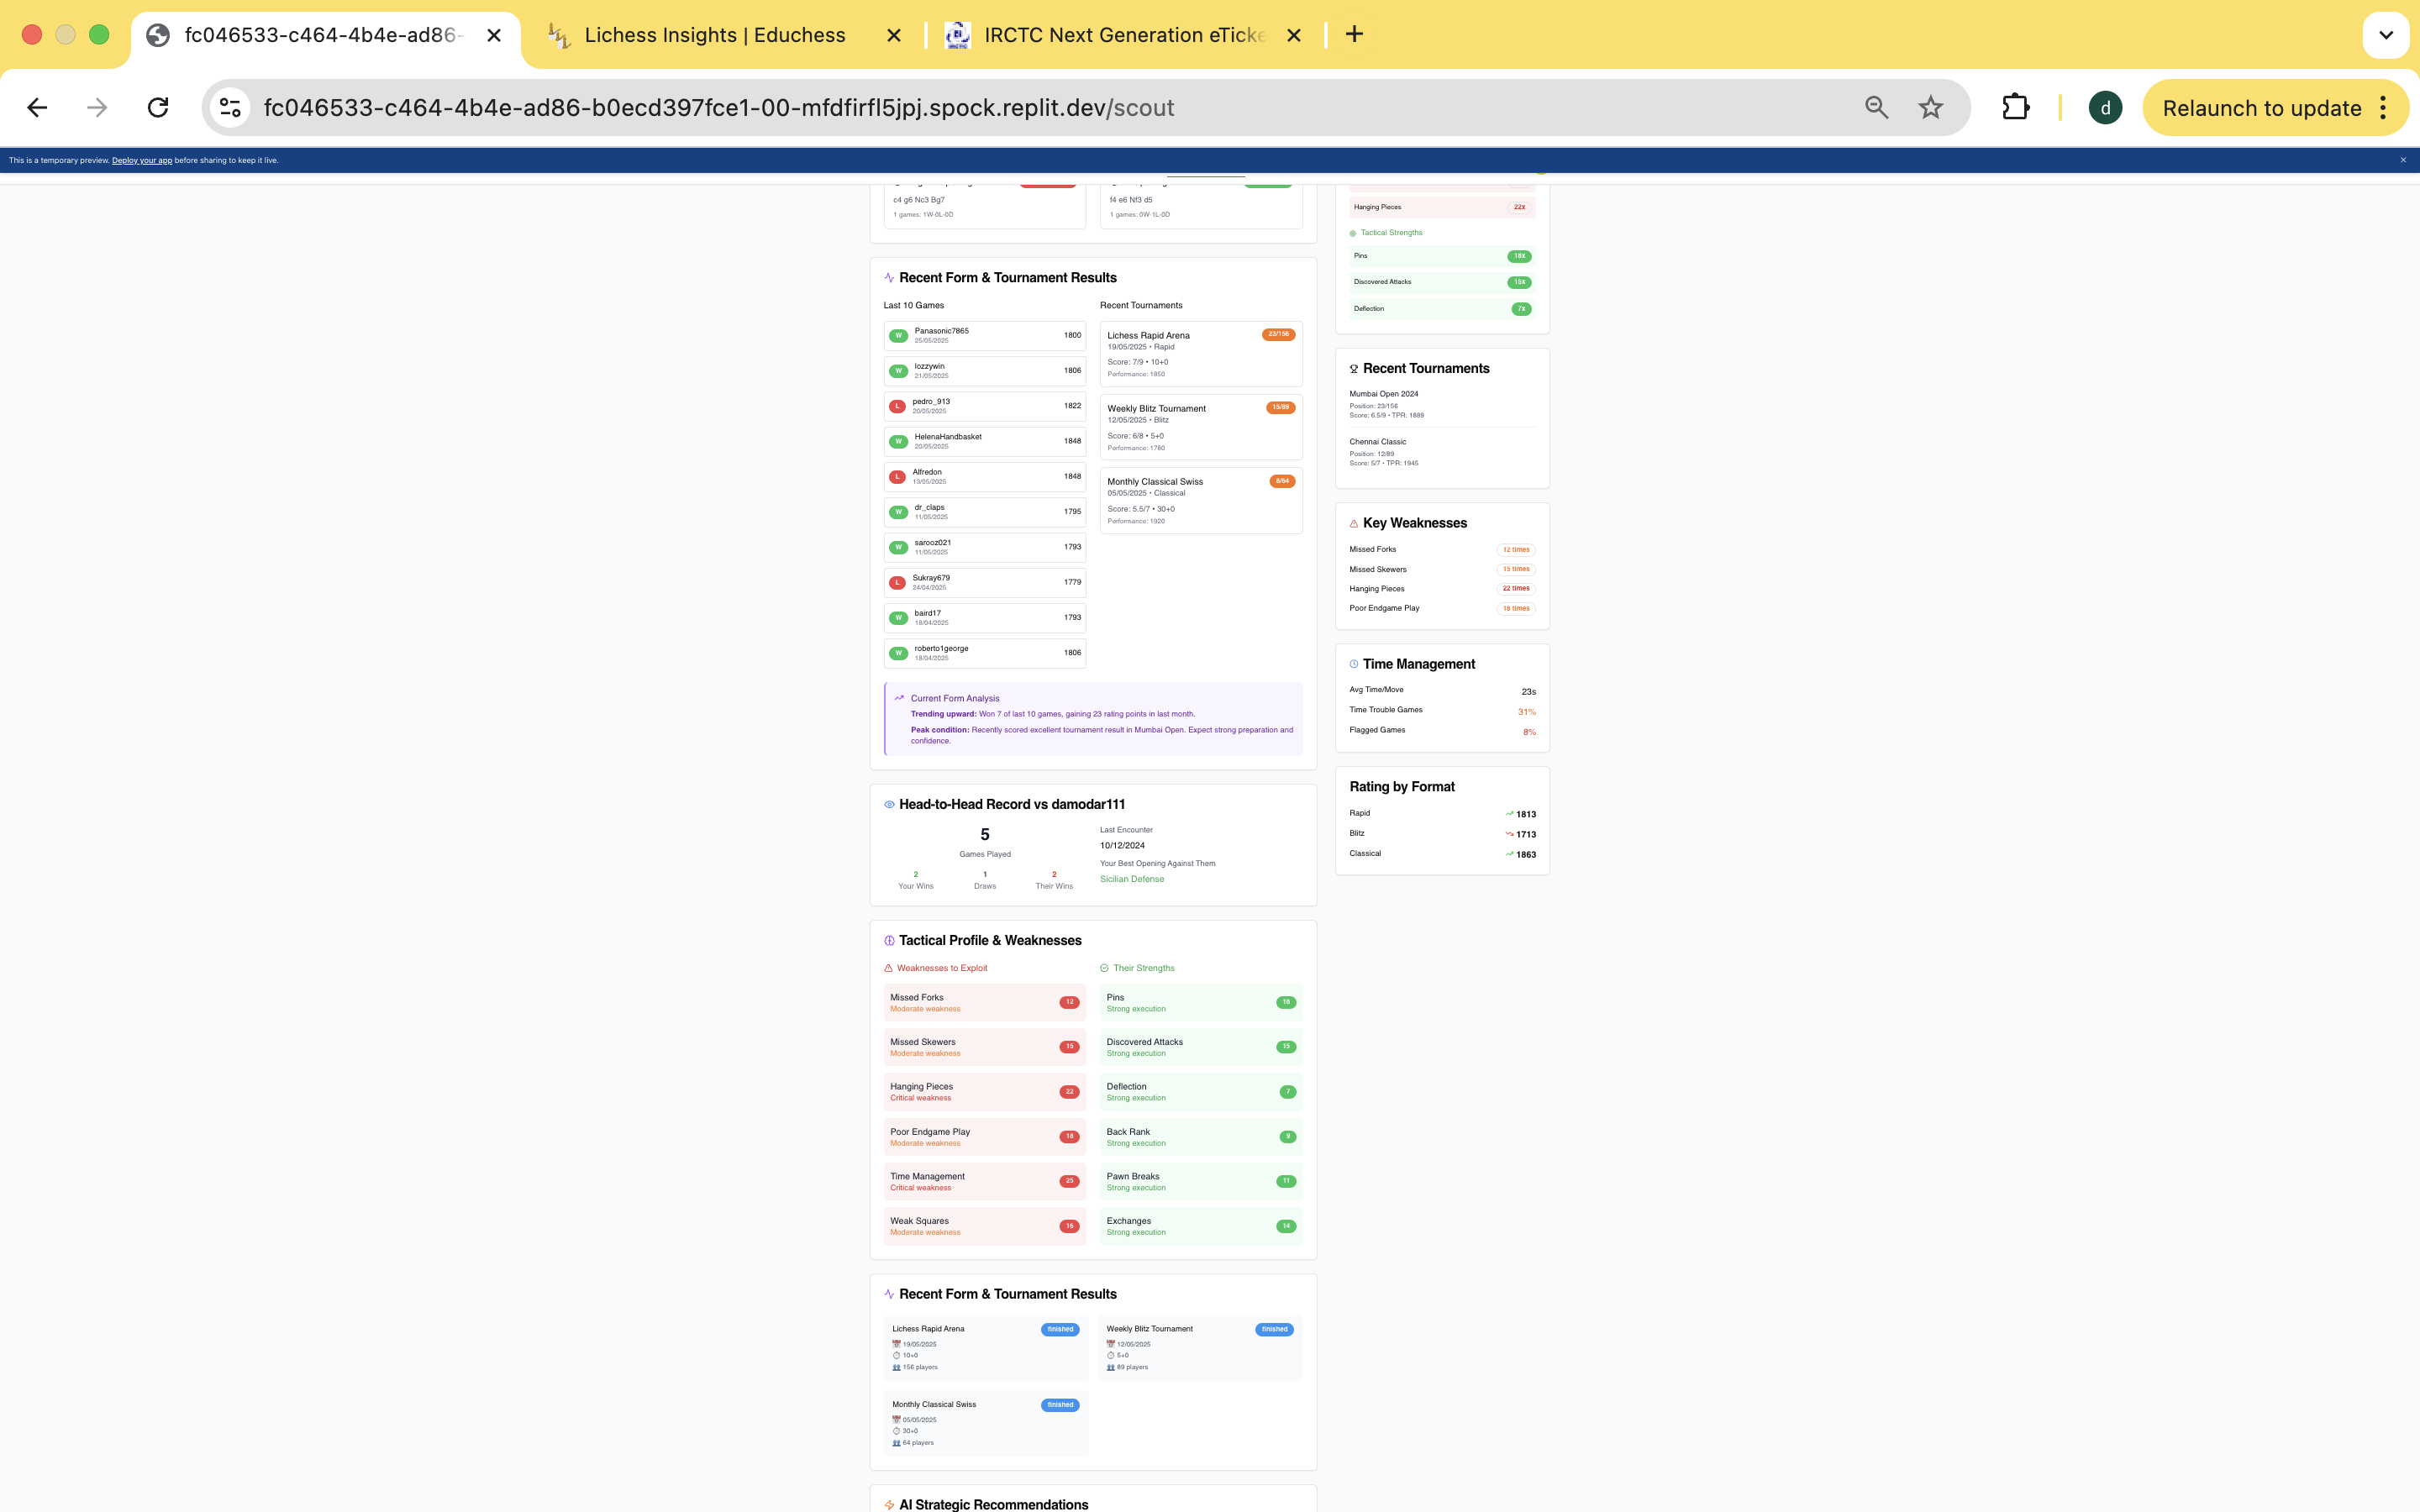 fc046533-c464-4b4e-ad86-
Lichess Insights | Educhess
IRCTC Next Generation eTicke
fc046533-c464-4b4e-ad86-b0ecd397fce1-00-mfdfirfl5jpj.spock.replit.dev/scout
d
Relaunch to update
This is a temporary preview. Deploy your app before sharing to keep it live.
c4 g6 Nc3 Bg7
1 games: 1W-0L-0D
f4 e6 Nf3 d5
1 games: 0W-1L-0D
Recent Form & Tournament Results
Last 10 Games
W Panasonic7865 1800
25/05/2025
W lozzywin 1806
21/05/2025
L pedro_913 1822
20/05/2025
W HelenaHandbasket 1848
20/05/2025
L Alfredon 1848
13/05/2025
W dr_claps 1795
11/05/2025
W sarooz021 1793
11/05/2025
L Sukray679 1779
24/04/2025
W baird17 1793
18/04/2025
W roberto1george 1806
18/04/2025
Recent Tournaments
Lichess Rapid Arena 23/156
19/05/2025 • Rapid
Score: 7/9 • 10+0
Performance: 1850
Weekly Blitz Tournament 15/89
12/05/2025 • Blitz
Score: 6/8 • 5+0
Performance: 1780
Monthly Classical Swiss 8/64
05/05/2025 • Classical
Score: 5.5/7 • 30+0
Performance: 1920
Current Form Analysis
Trending upward: Won 7 of last 10 games, gaining 23 rating points in last month.
Peak condition: Recently scored excellent tournament result in Mumbai Open. Expect strong preparation and
confidence.
Head-to-Head Record vs damodar111
5
Games Played
2 1 2
Your Wins Draws Their Wins
Last Encounter
10/12/2024
Your Best Opening Against Them
Sicilian Defense
Tactical Profile & Weaknesses
Weaknesses to Exploit
Missed Forks 12
Moderate weakness
Missed Skewers 15
Moderate weakness
Hanging Pieces 22
Critical weakness
Poor Endgame Play 18
Moderate weakness
Time Management 25
Critical weakness
Weak Squares 16
Moderate weakness
Their Strengths
Pins 18
Strong execution
Discovered Attacks 15
Strong execution
Deflection 7
Strong execution
Back Rank 9
Strong execution
Pawn Breaks 11
Strong execution
Exchanges 14
Strong execution
Recent Form & Tournament Results
Lichess Rapid Arena finished
19/05/2025
10+0
156 players
Weekly Blitz Tournament finished
12/05/2025
5+0
89 players
Monthly Classical Swiss finished
05/05/2025
30+0
64 players
AI Strategic Recommendations
Hanging Pieces 22x
Tactical Strengths
Pins 18x
Discovered Attacks 15x
Deflection 7x
Recent Tournaments
Mumbai Open 2024
Position: 23/156
Score: 6.5/9 • TPR: 1889
Chennai Classic
Position: 12/89
Score: 5/7 • TPR: 1945
Key Weaknesses
Missed Forks 12 times
Missed Skewers 15 times
Hanging Pieces 22 times
Poor Endgame Play 18 times
Time Management
Avg Time/Move 23s
Time Trouble Games 31%
Flagged Games 8%
Rating by Format
Rapid 1813
Blitz 1713
Classical 1863